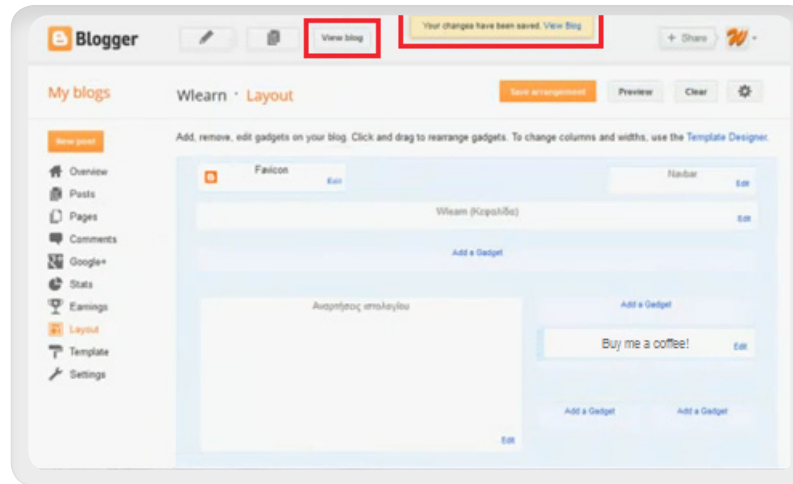 Blogger
View blog
Your changes have been saved. View Blog
+ Share
My blogs
Wlearn · Layout
Save arrangement
Preview
Clear
New post
Add, remove, edit gadgets on your blog. Click and drag to rearrange gadgets. To change columns and widths, use the Template Designer.
Overview
Posts
Pages
Comments
Google+
Stats
Earnings
Layout
Template
Settings
Favicon
Edit
Navbar
Edit
Wlearn (Κεφαλίδα)
Edit
Add a Gadget
Αναρτήσεις ιστολογίου
Edit
Add a Gadget
Buy me a coffee!
Edit
Add a Gadget
Add a Gadget